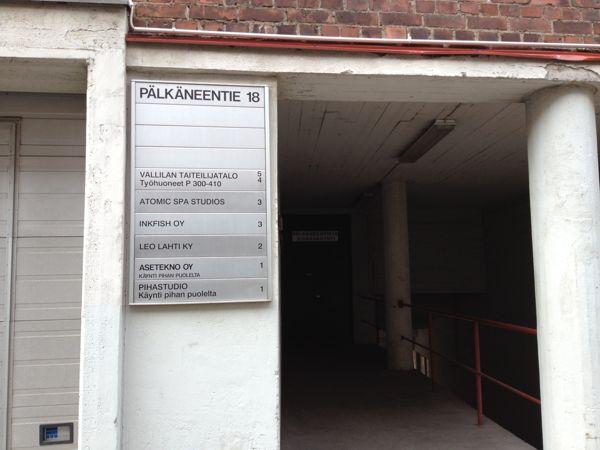 PÄLKÄNEENTIE 18
VALLILAN TAITEILIJATALO 5
Työhuoneet P 300-410 4
ATOMIC SPA STUDIOS 3
INKFISH OY 3
LEO LAHTI KY 2
ASETEKNO OY 1
KÄYNTI PIHAN PUOLELTA
PIHASTUDIO 1
Käynti pihan puolelta